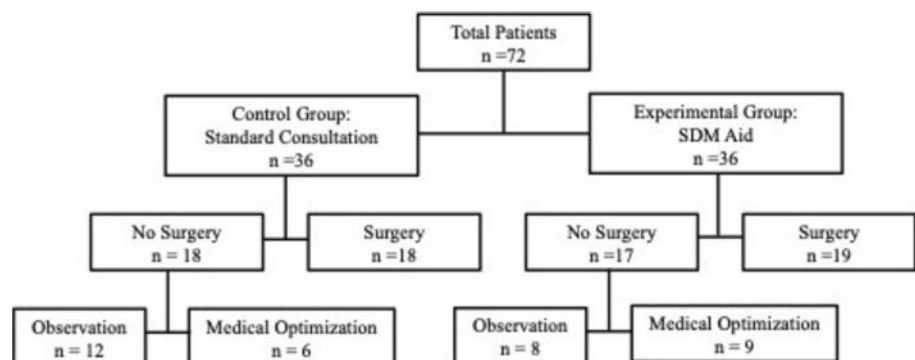 Total Patients
n =72
Control Group:
Standard Consultation
n =36
Experimental Group:
SDM Aid
n =36
No Surgery
n = 18
Surgery
n =18
No Surgery
n =17
Surgery
n =19
Observation
n = 12
Medical Optimization
n = 6
Observation
n = 8
Medical Optimization
n = 9